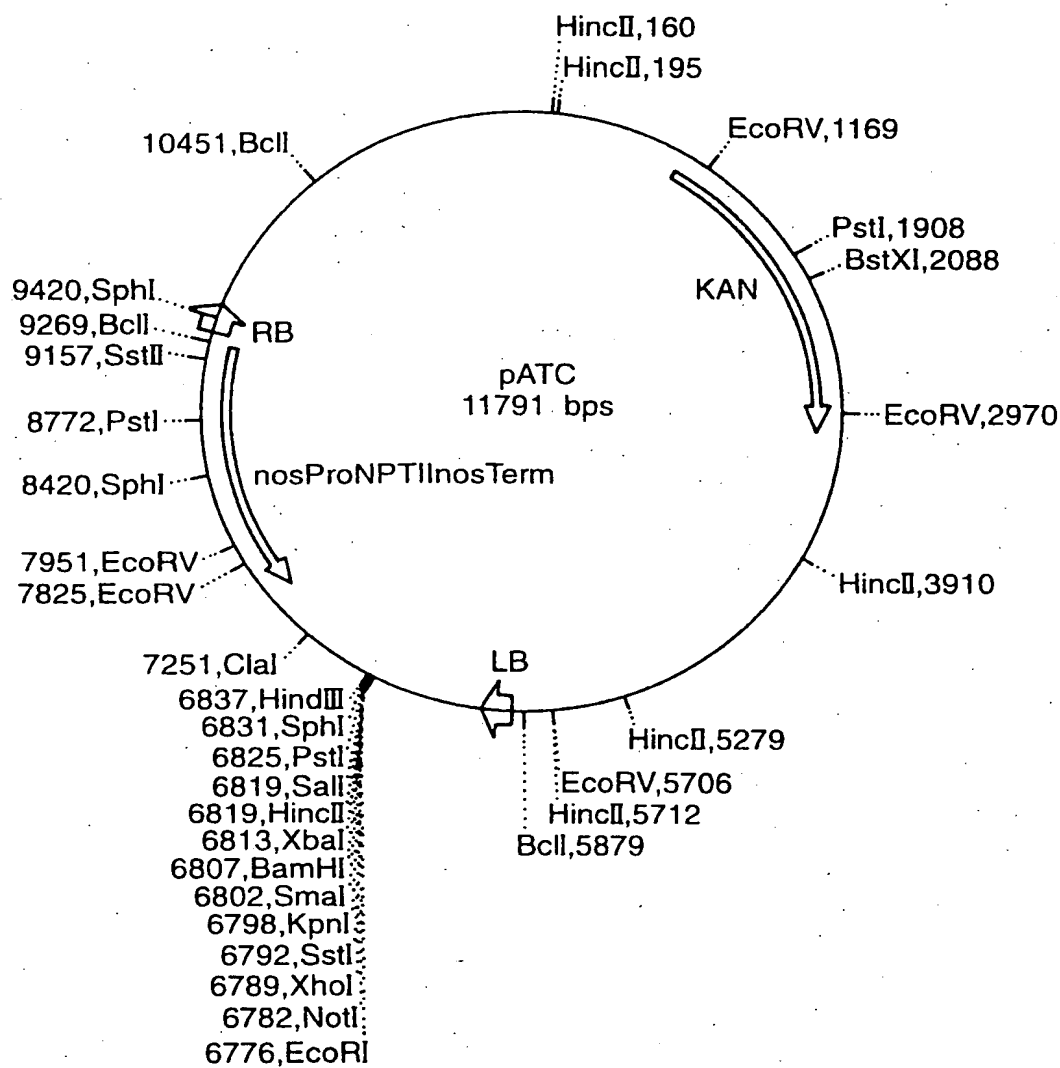 HincⅡ,160
HincⅡ,195
EcoRV,1169
10451,BclI
PstI,1908
BstXI,2088
KAN
9420,SphI
9269,BclI
RB
9157,SstⅡ
pATC
11791 bps
8772,PstI
EcoRV,2970
8420,SphI
nosProNPTIInosTerm
7951,EcoRV
7825,EcoRV
HincⅡ,3910
7251,ClaI
LB
6837,HindⅢ
6831,SphI
6825,PstI
6819,SalI
6819,HincⅡ
6813,XbaI
6807,BamHI
6802,SmaI
6798,KpnI
6792,SstI
6789,XhoI
6782,NotI
6776,EcoRI
HincⅡ,5279
EcoRV,5706
HincⅡ,5712
BclI,5879